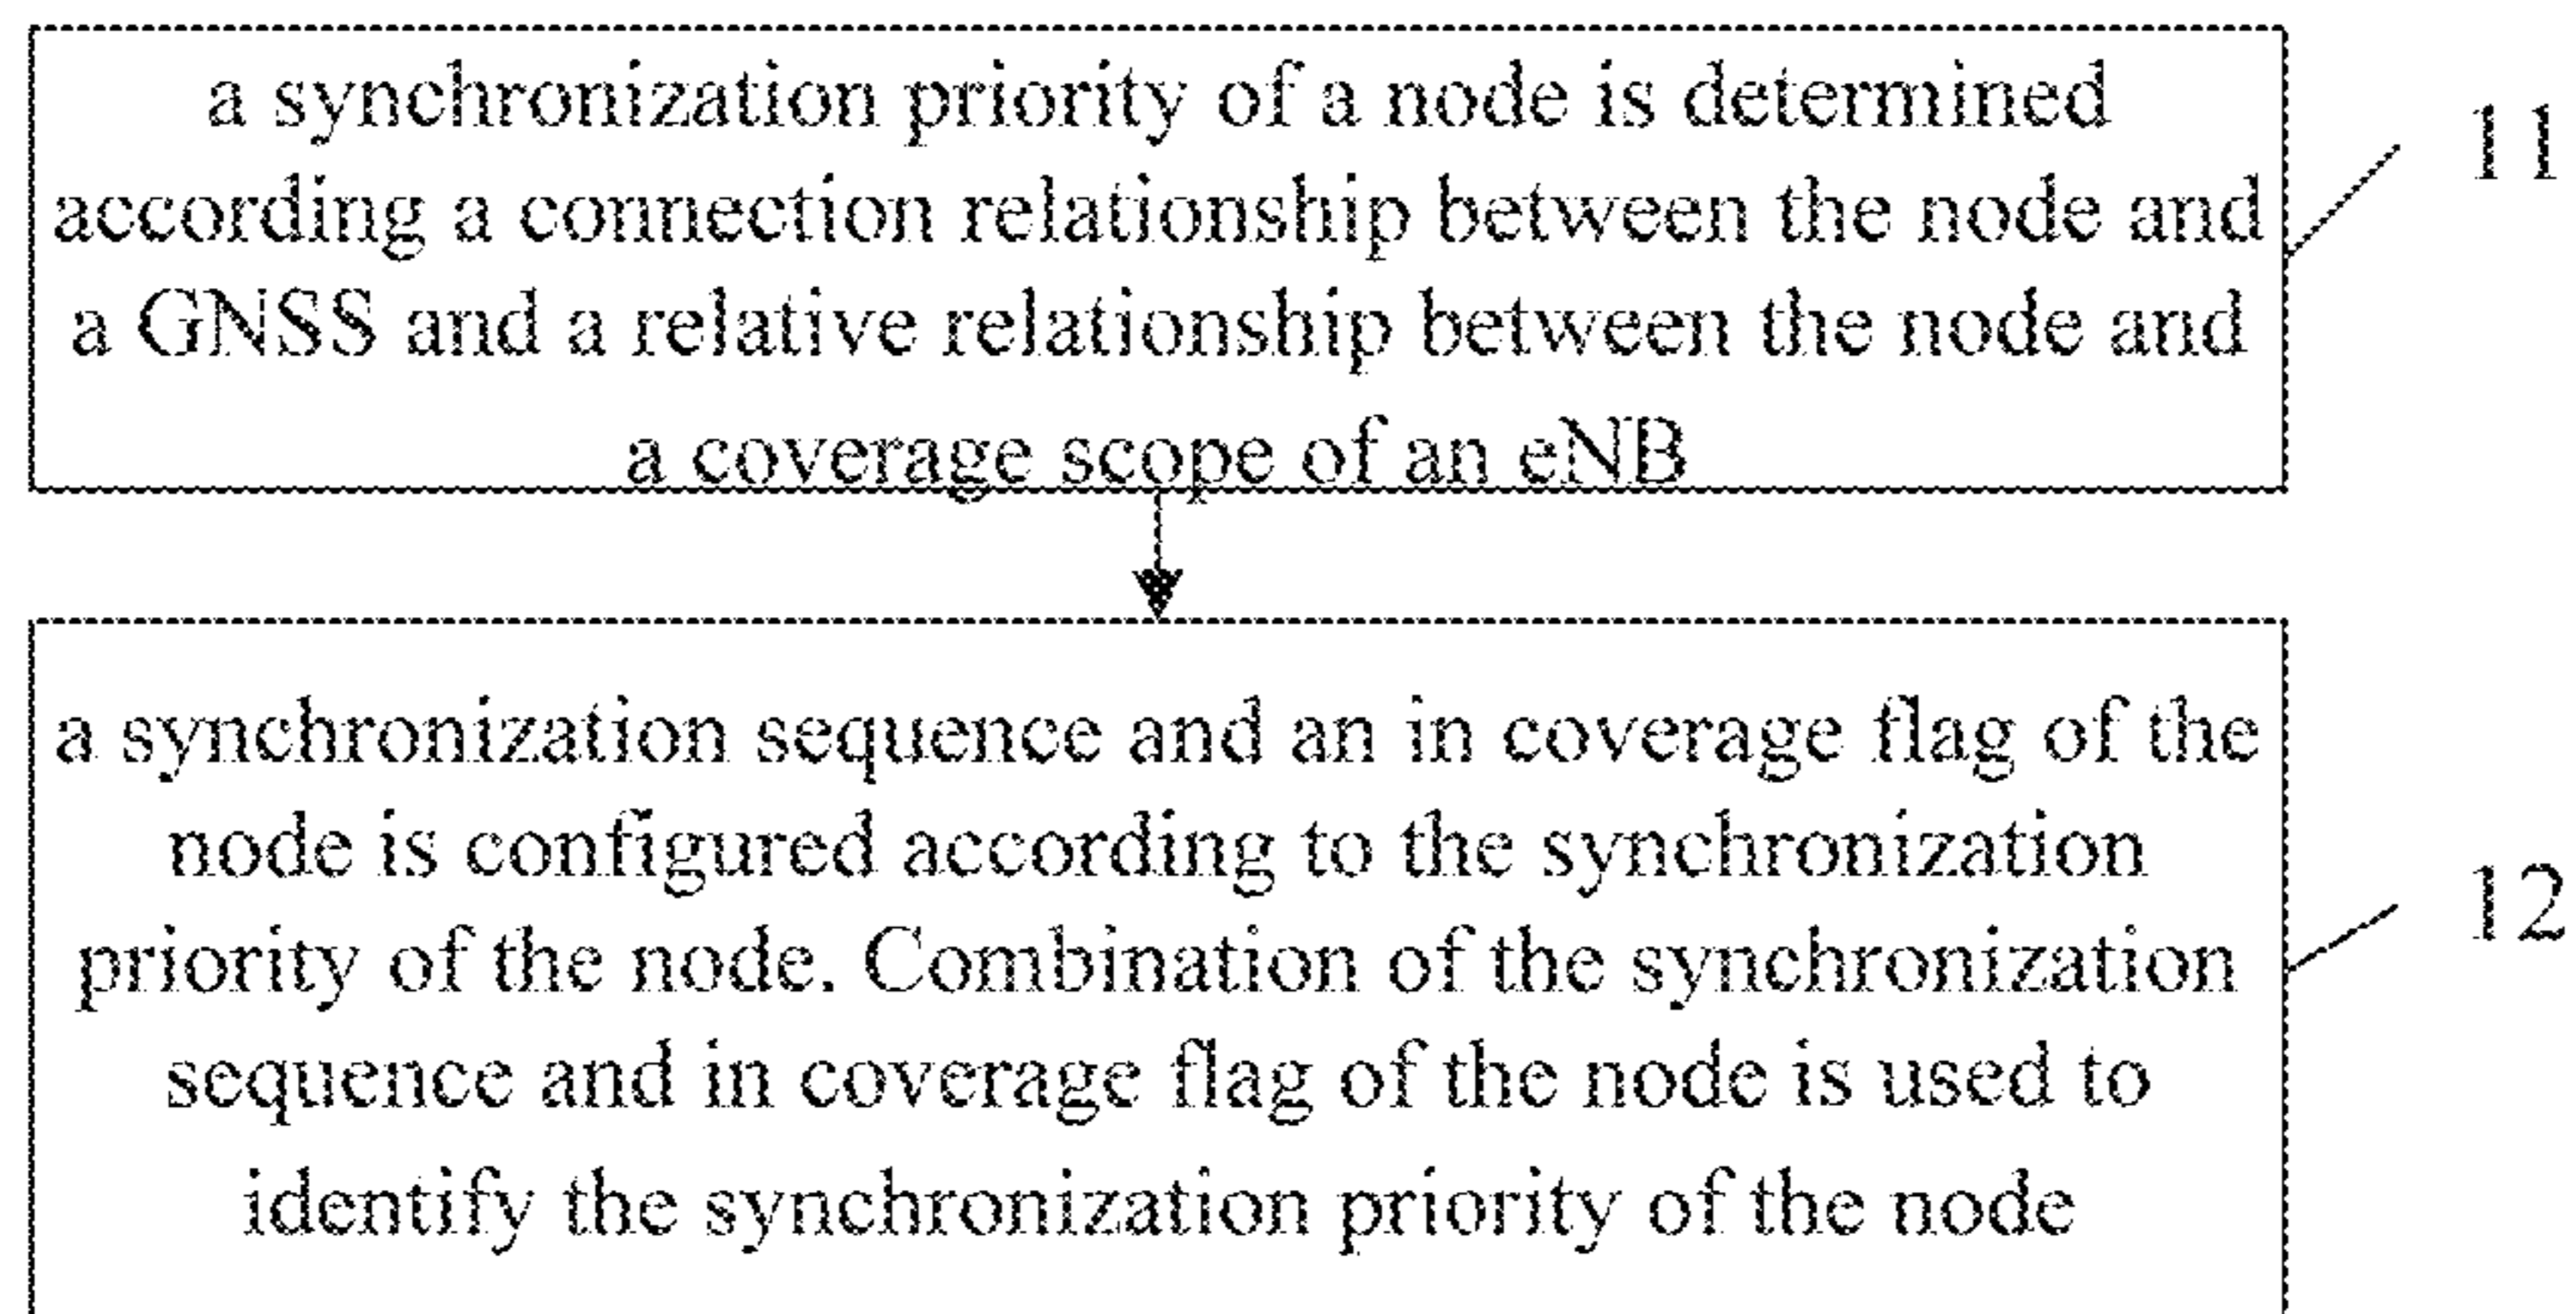 a synchronization priority of a node is determined
according a connection relationship between the node and
a GNSS and a relative relationship between the node and
a coverage scope of an eNB
11
a synchronization sequence and an in coverage flag of the
node is configured according to the synchronization
priority of the node. Combination of the synchronization
sequence and in coverage flag of the node is used to
identify the synchronization priority of the node
12